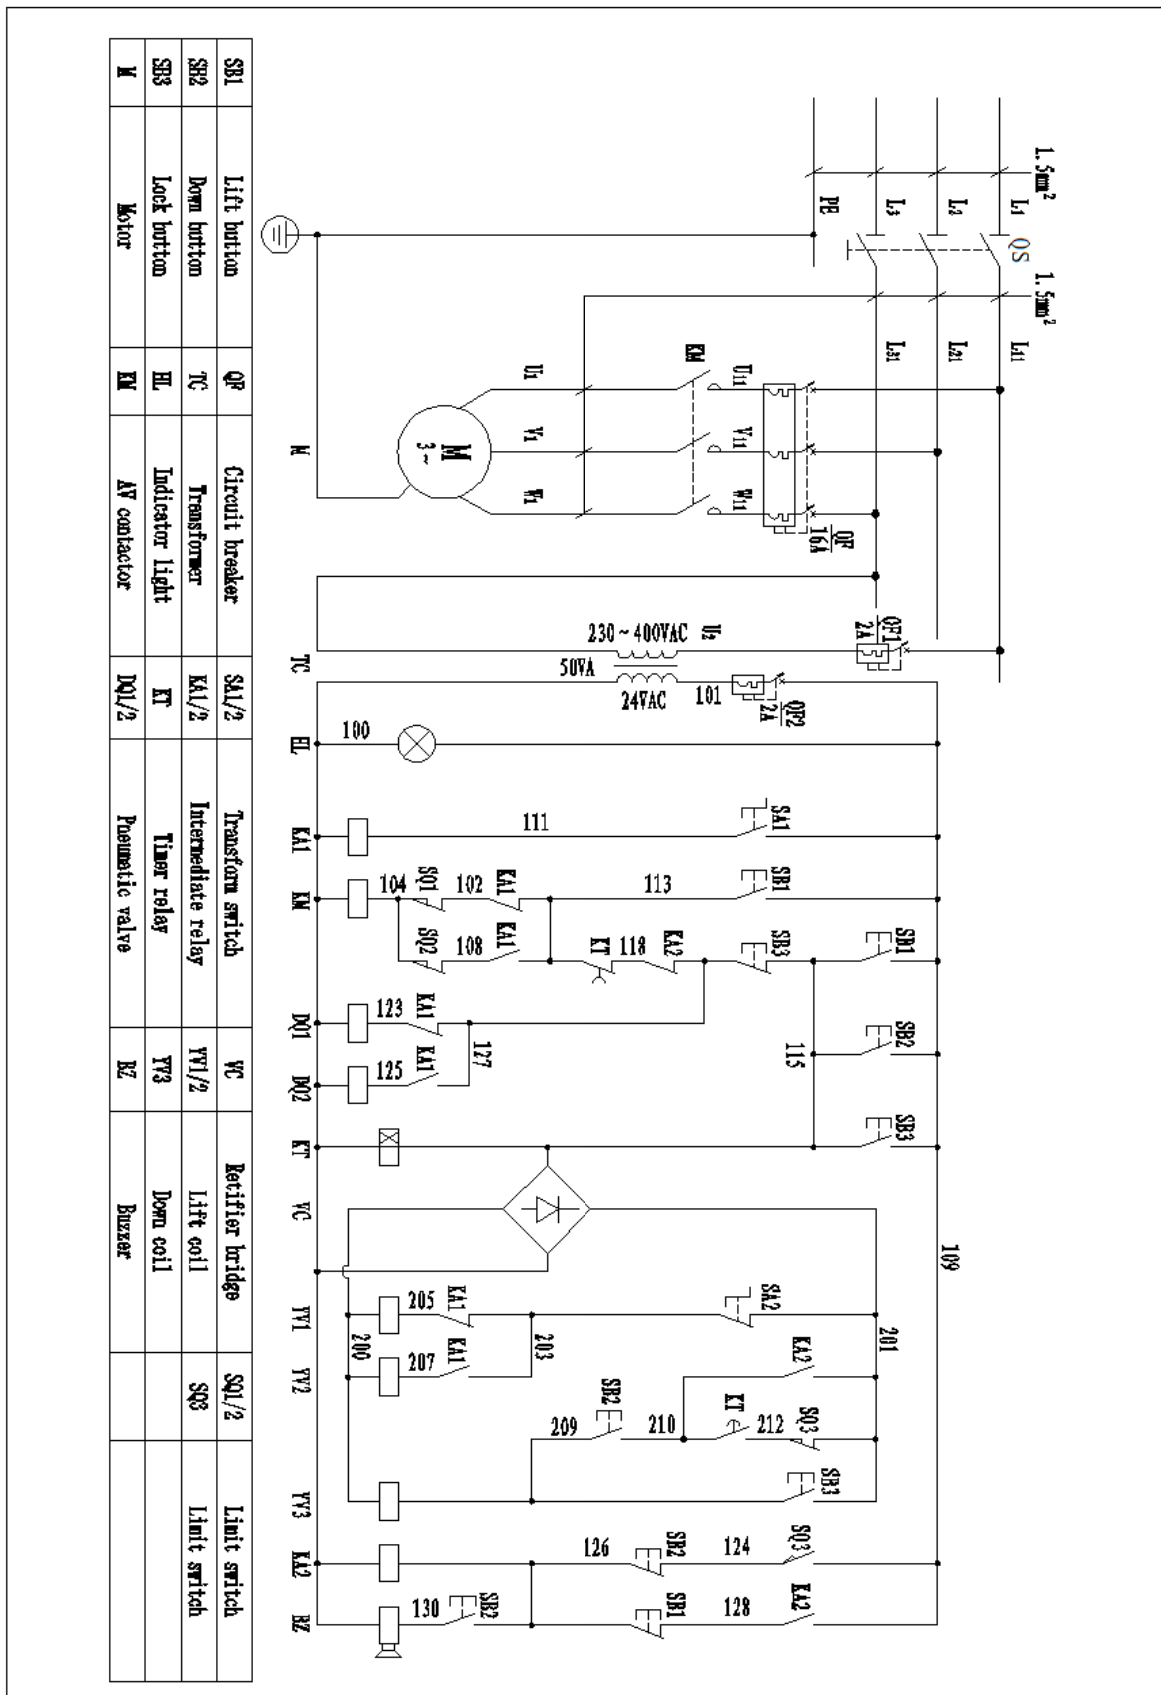 1.5mm² 1.5mm²
L1 QS L11
L2 L21
L3 L31
PE
109
SB1 SB2 SB3
QF1
2A
201
QF
16A
QF2
2A
SA1 SB1 SB3
115
SA2 KA2 SQ3 SB3
SQ3 KA2
U11 V11 W11
KM
U2
101
KA2
KT 212
124 128
118
KT
113
210
SB2 SB1
230~400VAC
24VAC
50VA
SB2
126
209
U1 V1 W1
111
203
KA1
KA1
127
102
108
KA1
KA1
KA1
KA1
SB2
M
3~
SQ1
SQ2
205
207
130
104
123
125
100
200
M TC HL KA1 KM DQ1 DQ2 KT VC YV1 YV2 YV3 KA2 BZ
SB1 Lift button QF Circuit breaker SA1/2 Transform switch VC Retifier bridge SQ1/2 Limit switch
SB2 Down button TC Transformer KA1/2 Intermediate relay YV1/2 Lift coil SQ3 Limit switch
SB3 Lock button HL Indicator light KT Timer relay YV3 Down coil
M Motor KM AV contactor DQ1/2 Pneumatic valve BZ Buzzer